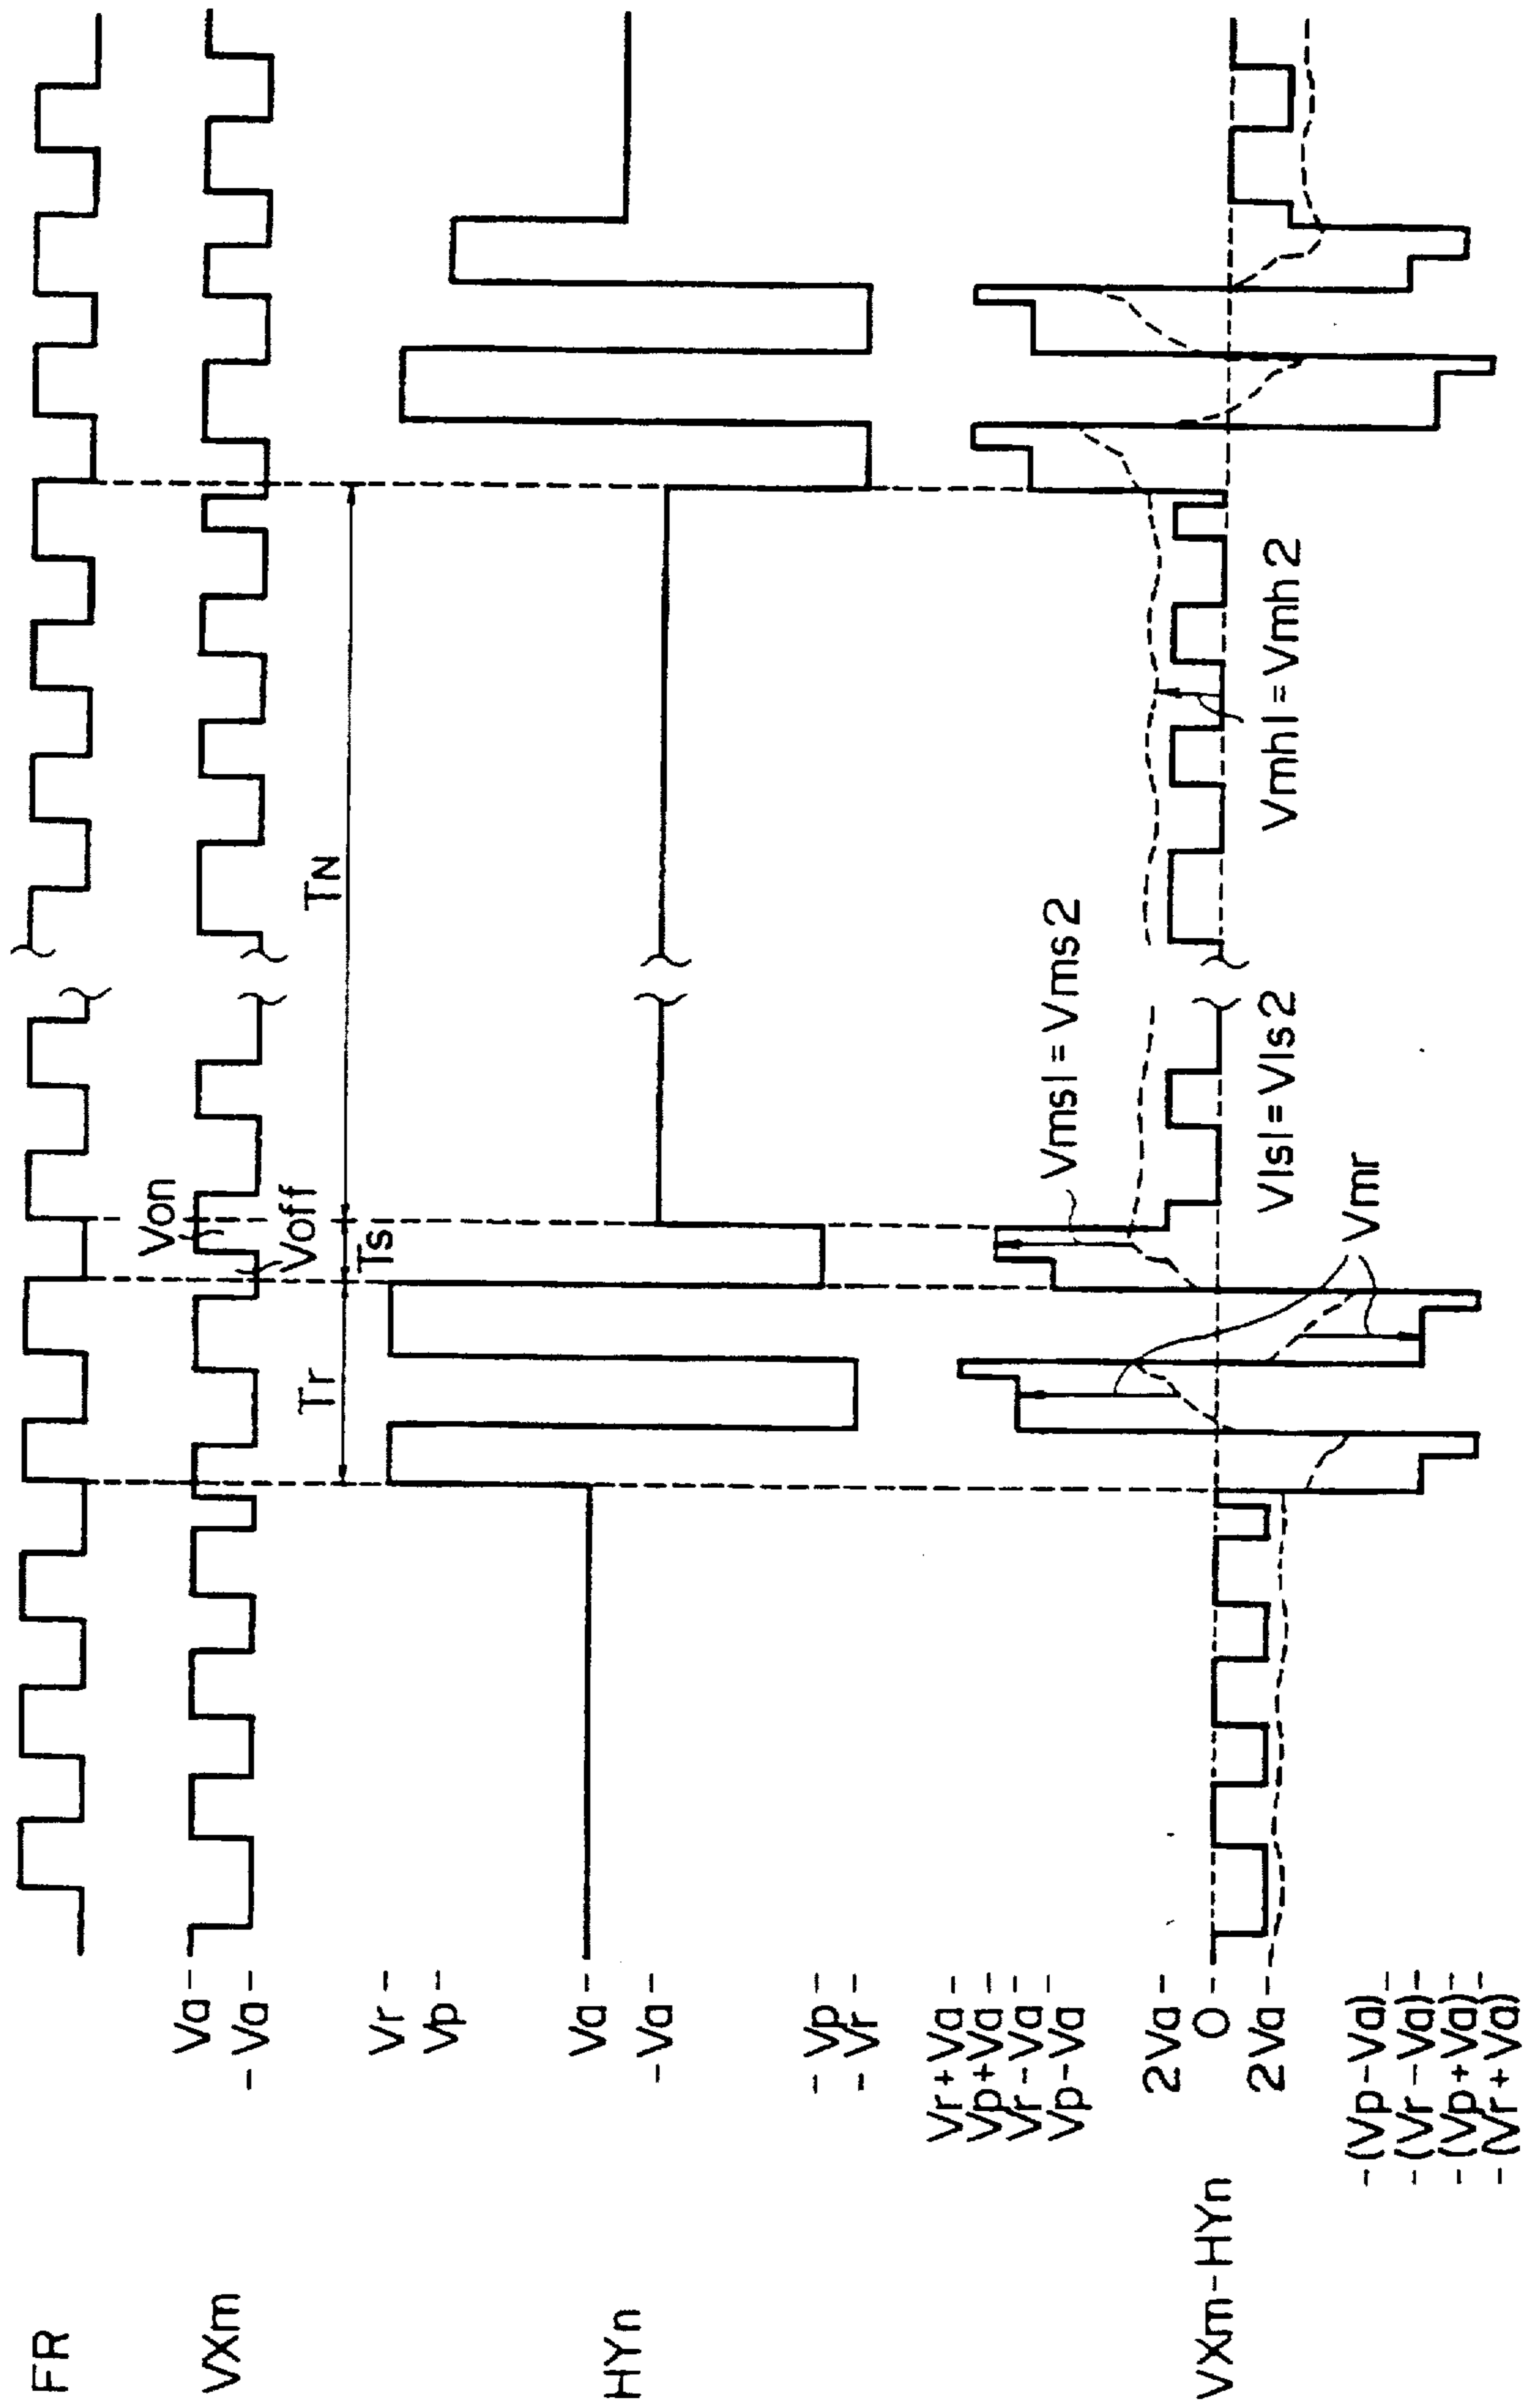 FR
VXm
Va
-Va
Von
Voff
Tr
Ts
TN
HYn
Vr
Vp
Va
-Va
-Vp
-Vr
VXm-HYn
Vr+Va
Vp+Va
Vr-Va
Vp-Va
2Va
0
2Va
-(Vp-Va)
-(Vr-Va)
-(Vp+Va)
-(Vr+Va)
Vms1=Vms2
Vmh1=Vmh2
Vls1=Vls2
Vmr